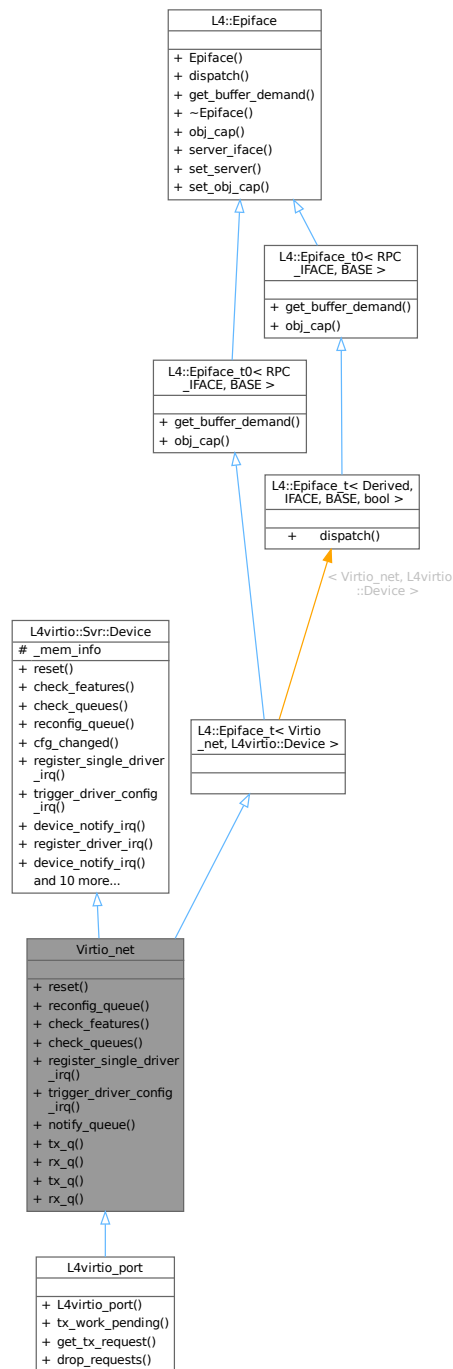 L4::Epiface
+ Epiface()
+ dispatch()
+ get_buffer_demand()
+ ~Epiface()
+ obj_cap()
+ server_iface()
+ set_server()
+ set_obj_cap()
L4::Epiface_t0< RPC
_IFACE, BASE >
+ get_buffer_demand()
+ obj_cap()
L4::Epiface_t0< RPC
_IFACE, BASE >
+ get_buffer_demand()
+ obj_cap()
L4::Epiface_t< Derived,
IFACE, BASE, bool >
+ dispatch()
< Virtio_net, L4virtio
::Device >
L4virtio::Svr::Device
# _mem_info
+ reset()
+ check_features()
+ check_queues()
+ reconfig_queue()
+ cfg_changed()
+ register_single_driver
_irq()
+ trigger_driver_config
_irq()
+ device_notify_irq()
+ register_driver_irq()
+ device_notify_irq()
and 10 more...
L4::Epiface_t< Virtio
_net, L4virtio::Device >
Virtio_net
+ reset()
+ reconfig_queue()
+ check_features()
+ check_queues()
+ register_single_driver
_irq()
+ trigger_driver_config
_irq()
+ notify_queue()
+ tx_q()
+ rx_q()
+ tx_q()
+ rx_q()
L4virtio_port
+ L4virtio_port()
+ tx_work_pending()
+ get_tx_request()
+ drop_requests()